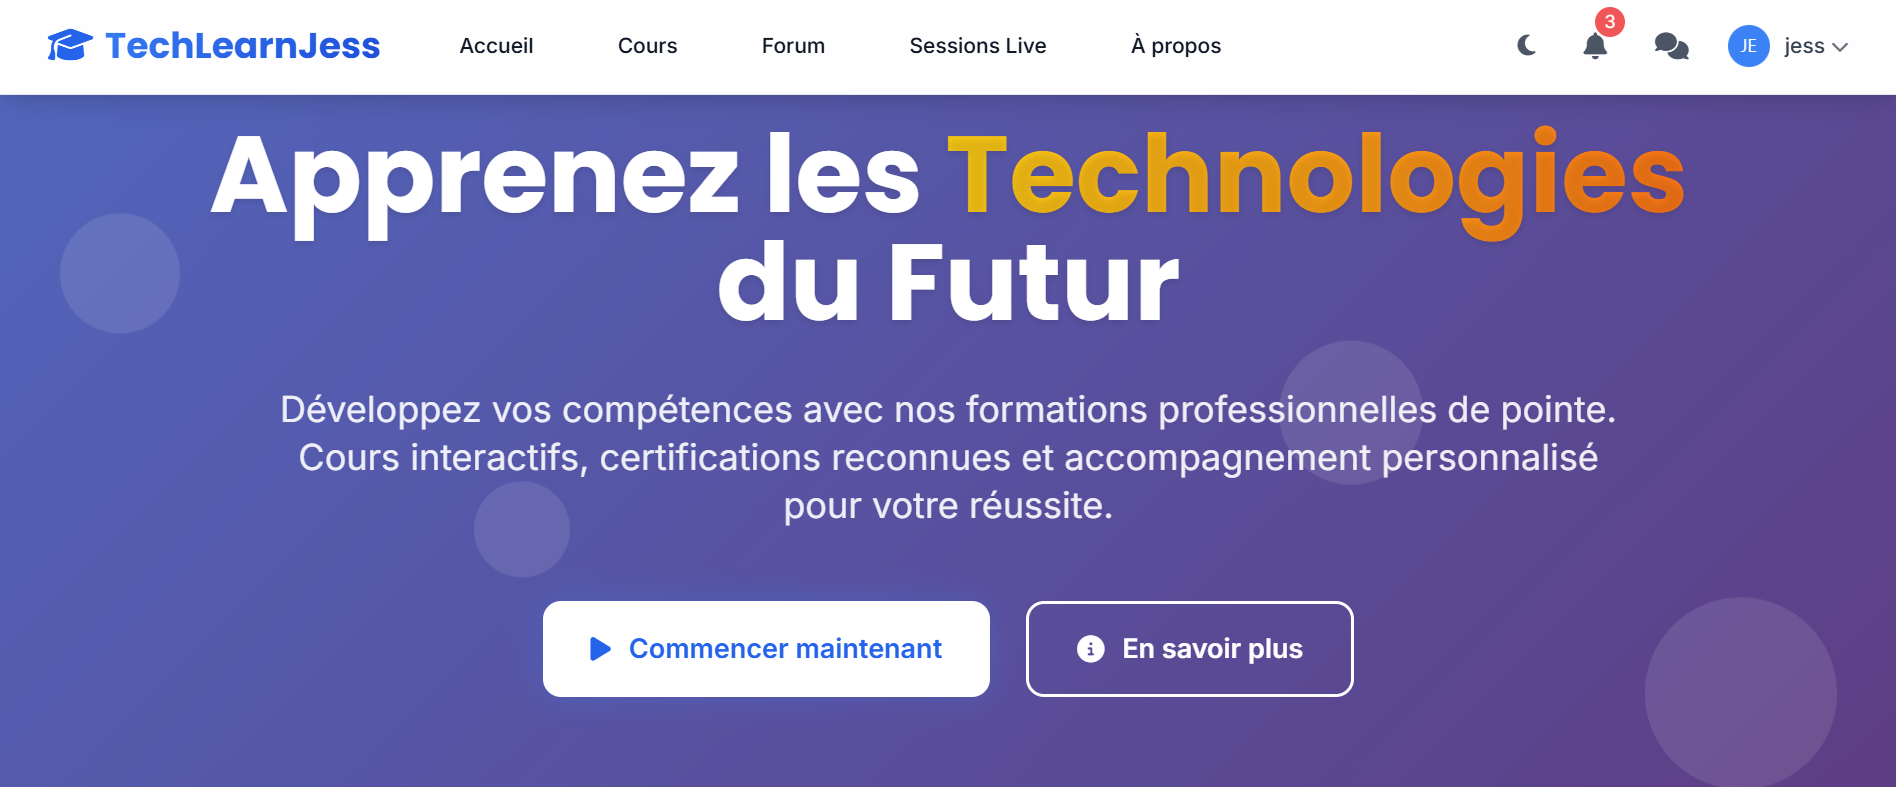 TechLearnJess
Accueil
Cours
Forum
Sessions Live
À propos
3
JE
jess
Apprenez les Technologies
du Futur
Développez vos compétences avec nos formations professionnelles de pointe.
Cours interactifs, certifications reconnues et accompagnement personnalisé
pour votre réussite.
Commencer maintenant
En savoir plus